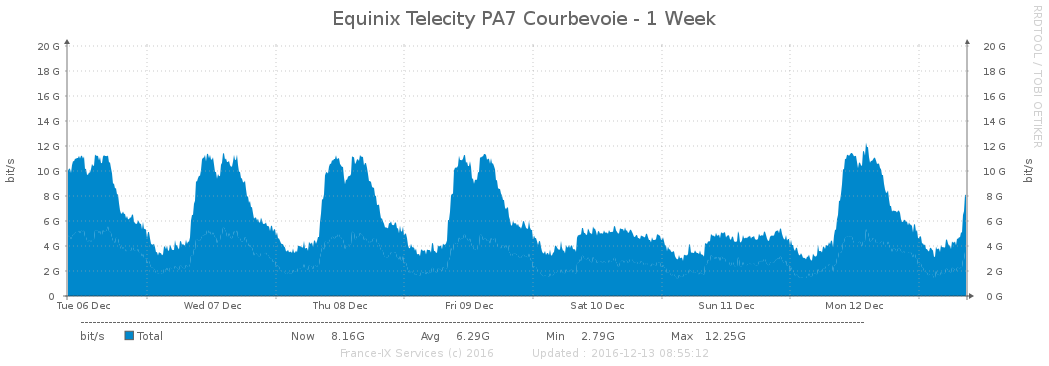 Equinix Telecity PA7 Courbevoie - 1 Week
RRDTOOL / TOBI OETIKER
bit/s
20 G 20 G
18 G 18 G
16 G 16 G
14 G 14 G
12 G 12 G
10 G 10 G
8 G 8 G
6 G 6 G
4 G 4 G
2 G 2 G
0 0 G
bit/s
Tue 06 Dec Wed 07 Dec Thu 08 Dec Fri 09 Dec Sat 10 Dec Sun 11 Dec Mon 12 Dec
bit/s Total Now 8.16G Avg 6.29G Min 2.79G Max 12.25G
France-IX Services (c) 2016 Updated : 2016-12-13 08:55:12